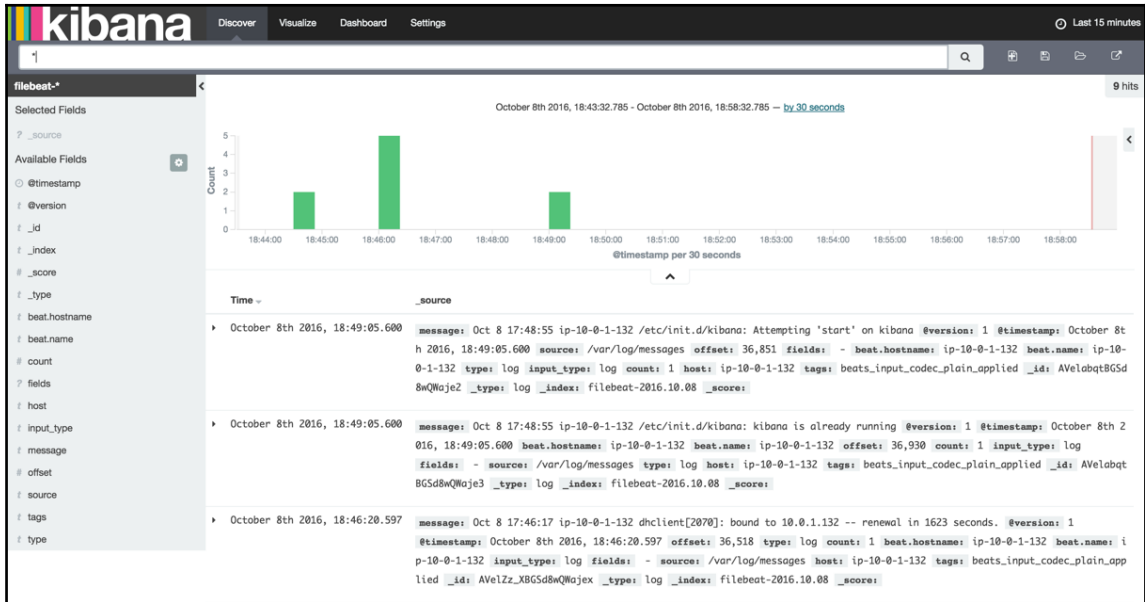 kibana
Discover Visualize Dashboard Settings
Last 15 minutes
*
filebeat-*
9 hits
Selected Fields
? _source
Available Fields
@timestamp
t @version
t _id
t _index
# _score
t _type
t beat.hostname
t beat.name
# count
? fields
t host
t input_type
t message
# offset
t source
t tags
t type
October 8th 2016, 18:43:32.785 - October 8th 2016, 18:58:32.785 — by 30 seconds
Count
5
4
3
2
1
0
18:44:00 18:45:00 18:46:00 18:47:00 18:48:00 18:49:00 18:50:00 18:51:00 18:52:00 18:53:00 18:54:00 18:55:00 18:56:00 18:57:00 18:58:00
@timestamp per 30 seconds
Time _source
October 8th 2016, 18:49:05.600 message: Oct 8 17:48:55 ip-10-0-1-132 /etc/init.d/kibana: Attempting 'start' on kibana @version: 1 @timestamp: October 8t
h 2016, 18:49:05.600 source: /var/log/messages offset: 36,851 fields: - beat.hostname: ip-10-0-1-132 beat.name: ip-10-
0-1-132 type: log input_type: log count: 1 host: ip-10-0-1-132 tags: beats_input_codec_plain_applied _id: AVelabqtBGSd
8wQWaje2 _type: log _index: filebeat-2016.10.08 _score:
October 8th 2016, 18:49:05.600 message: Oct 8 17:48:55 ip-10-0-1-132 /etc/init.d/kibana: kibana is already running @version: 1 @timestamp: October 8th 2
016, 18:49:05.600 beat.hostname: ip-10-0-1-132 beat.name: ip-10-0-1-132 offset: 36,930 count: 1 input_type: log
fields: - source: /var/log/messages type: log host: ip-10-0-1-132 tags: beats_input_codec_plain_applied _id: AVelabqt
BGSd8wQWaje3 _type: log _index: filebeat-2016.10.08 _score:
October 8th 2016, 18:46:20.597 message: Oct 8 17:46:17 ip-10-0-1-132 dhclient[2070]: bound to 10.0.1.132 -- renewal in 1623 seconds. @version: 1
@timestamp: October 8th 2016, 18:46:20.597 offset: 36,518 type: log count: 1 beat.hostname: ip-10-0-1-132 beat.name: i
p-10-0-1-132 input_type: log fields: - source: /var/log/messages host: ip-10-0-1-132 tags: beats_input_codec_plain_app
lied _id: AVelZz_XBGSd8wQWajex _type: log _index: filebeat-2016.10.08 _score: